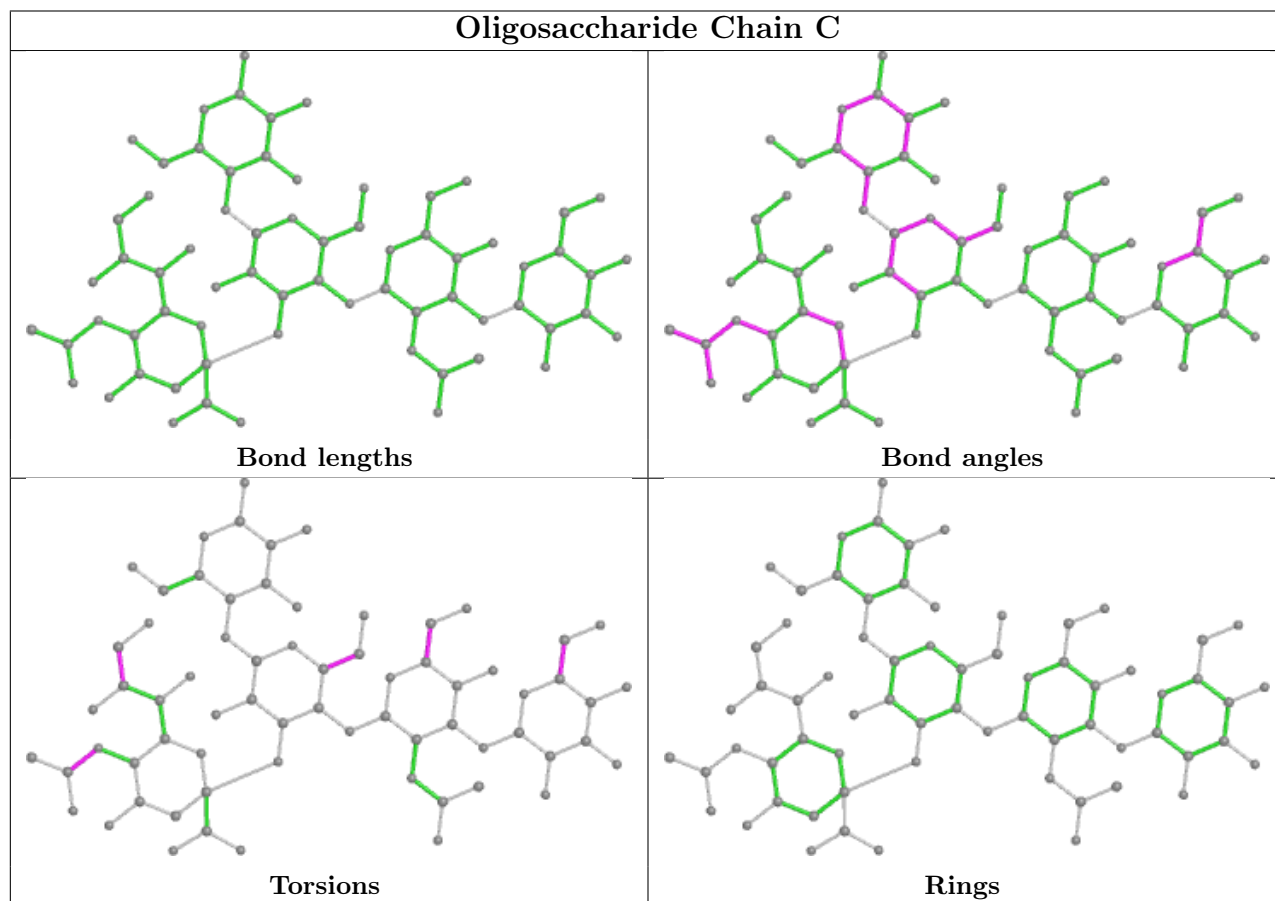 Oligosaccharide Chain C
Bond lengths
Bond angles
Torsions
Rings